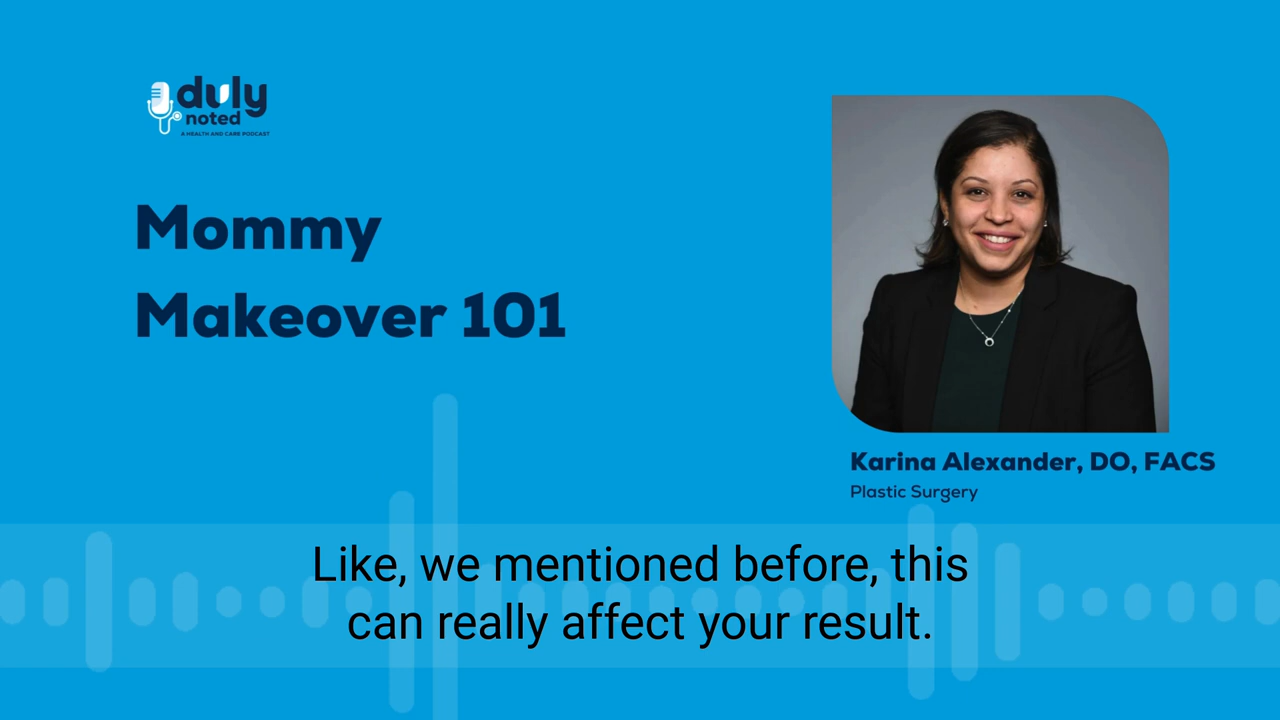 duly
noted
A HEALTH AND CARE PODCAST
Mommy
Makeover 101
Karina Alexander, DO, FACS
Plastic Surgery
Like, we mentioned before, this
can really affect your result.